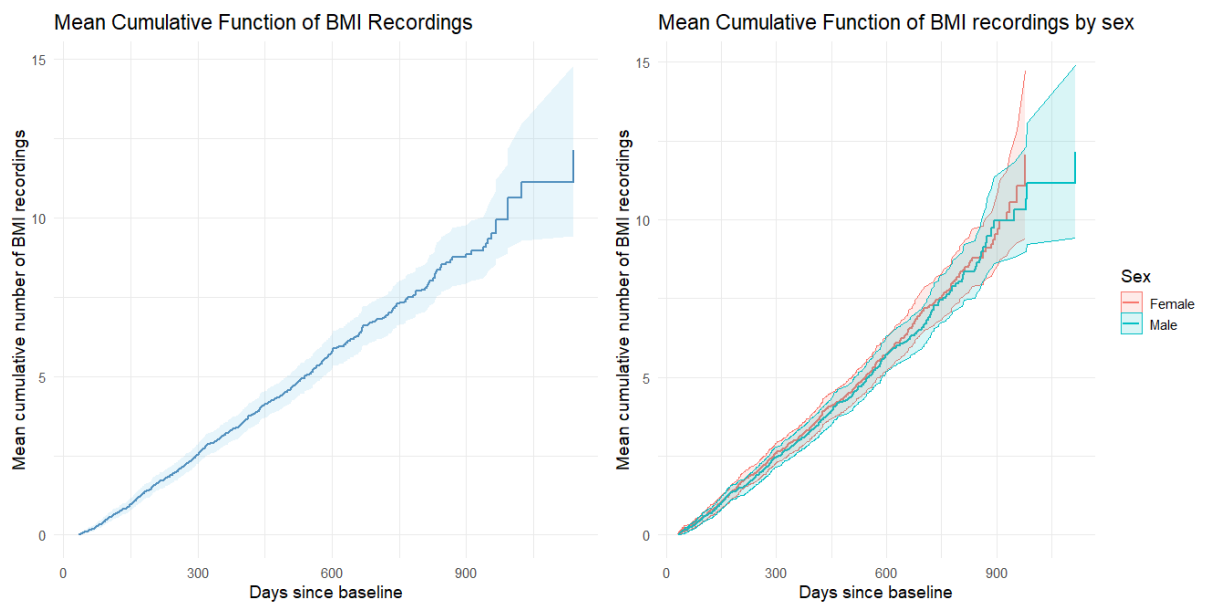 Mean Cumulative Function of BMI Recordings
Mean cumulative number of BMI recordings
15
10
5
0
0 300 600 900
Days since baseline
Mean Cumulative Function of BMI recordings by sex
Mean cumulative number of BMI recordings
15
10
5
0
0 300 600 900
Days since baseline
Sex
Female
Male